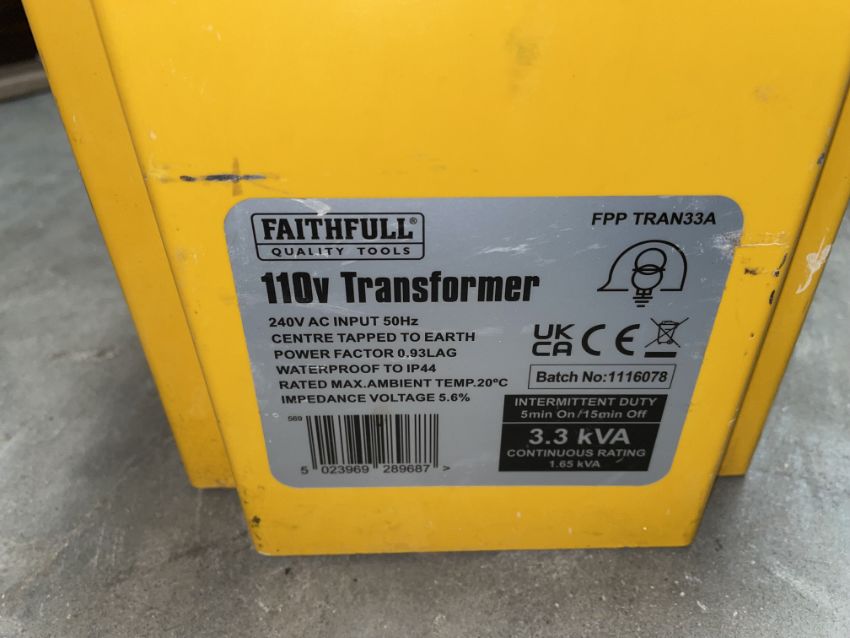 FAITHFULL®
QUALITY TOOLS
FPP TRAN33A
110v Transformer
240V AC INPUT 50Hz
CENTRE TAPPED TO EARTH
POWER FACTOR 0.93LAG
WATERPROOF TO IP44
RATED MAX.AMBIENT TEMP.20ºC
IMPEDANCE VOLTAGE 5.6%
UK
CA CE
Batch No:1116078
INTERMITTENT DUTY
5min On/15min Off
3.3 kVA
CONTINUOUS RATING
1.65 kVA
569
5 023969 289687 >